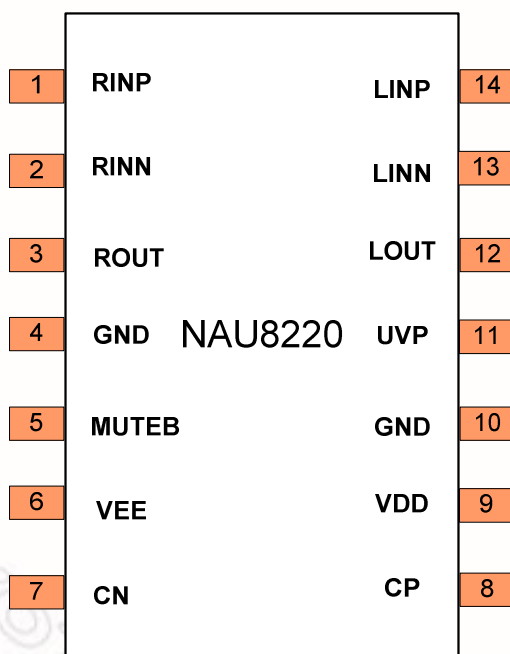 1 RINP LINP 14
2 RINN LINN 13
3 ROUT LOUT 12
4 GND NAU8220 UVP 11
5 MUTEB GND 10
6 VEE VDD 9
7 CN CP 8